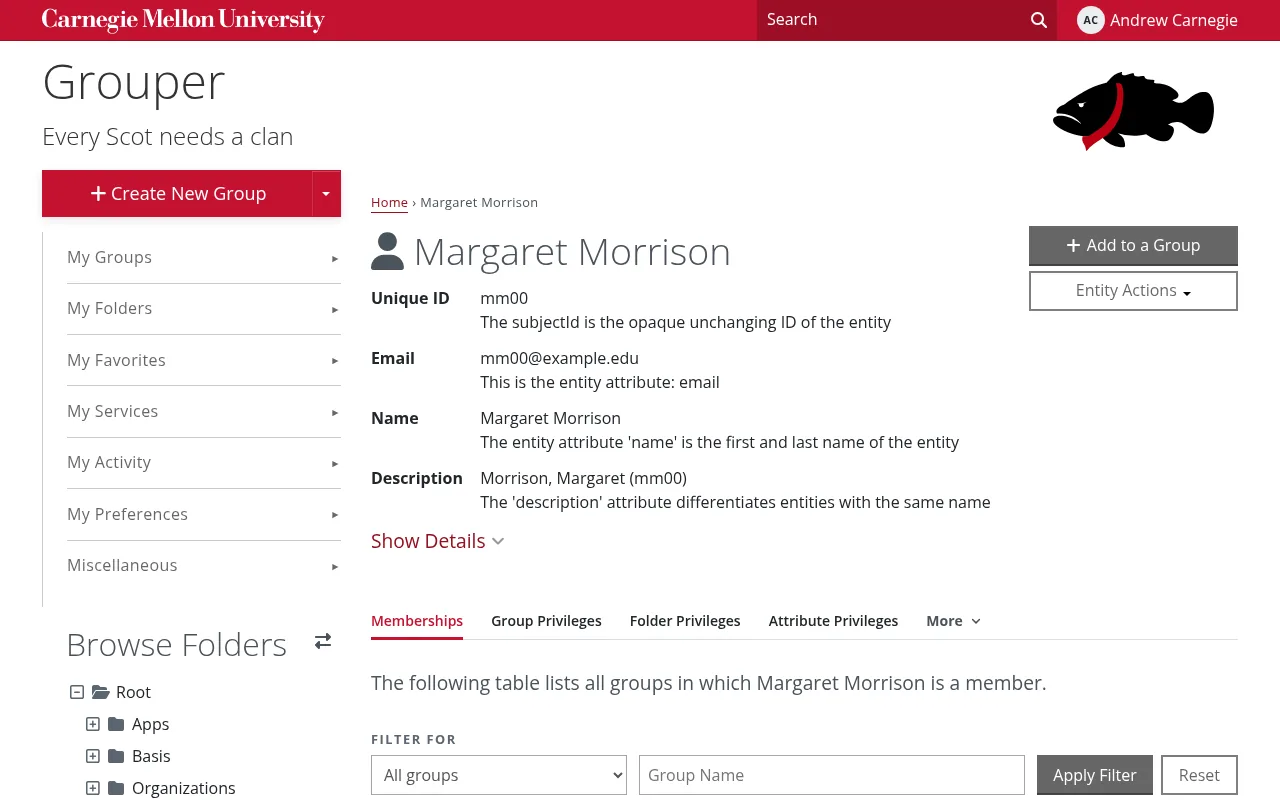 Carnegie Mellon University
Search
AC Andrew Carnegie
Grouper
Every Scot needs a clan
Create New Group
My Groups
My Folders
My Favorites
My Services
My Activity
My Preferences
Miscellaneous
Browse Folders
Root
Apps
Basis
Organizations
Home › Margaret Morrison
Margaret Morrison
Add to a Group
Entity Actions
Unique ID mm00
The subjectId is the opaque unchanging ID of the entity
Email mm00@example.edu
This is the entity attribute: email
Name Margaret Morrison
The entity attribute 'name' is the first and last name of the entity
Description Morrison, Margaret (mm00)
The 'description' attribute differentiates entities with the same name
Show Details
Memberships Group Privileges Folder Privileges Attribute Privileges More
The following table lists all groups in which Margaret Morrison is a member.
FILTER FOR
All groups Group Name Apply Filter Reset